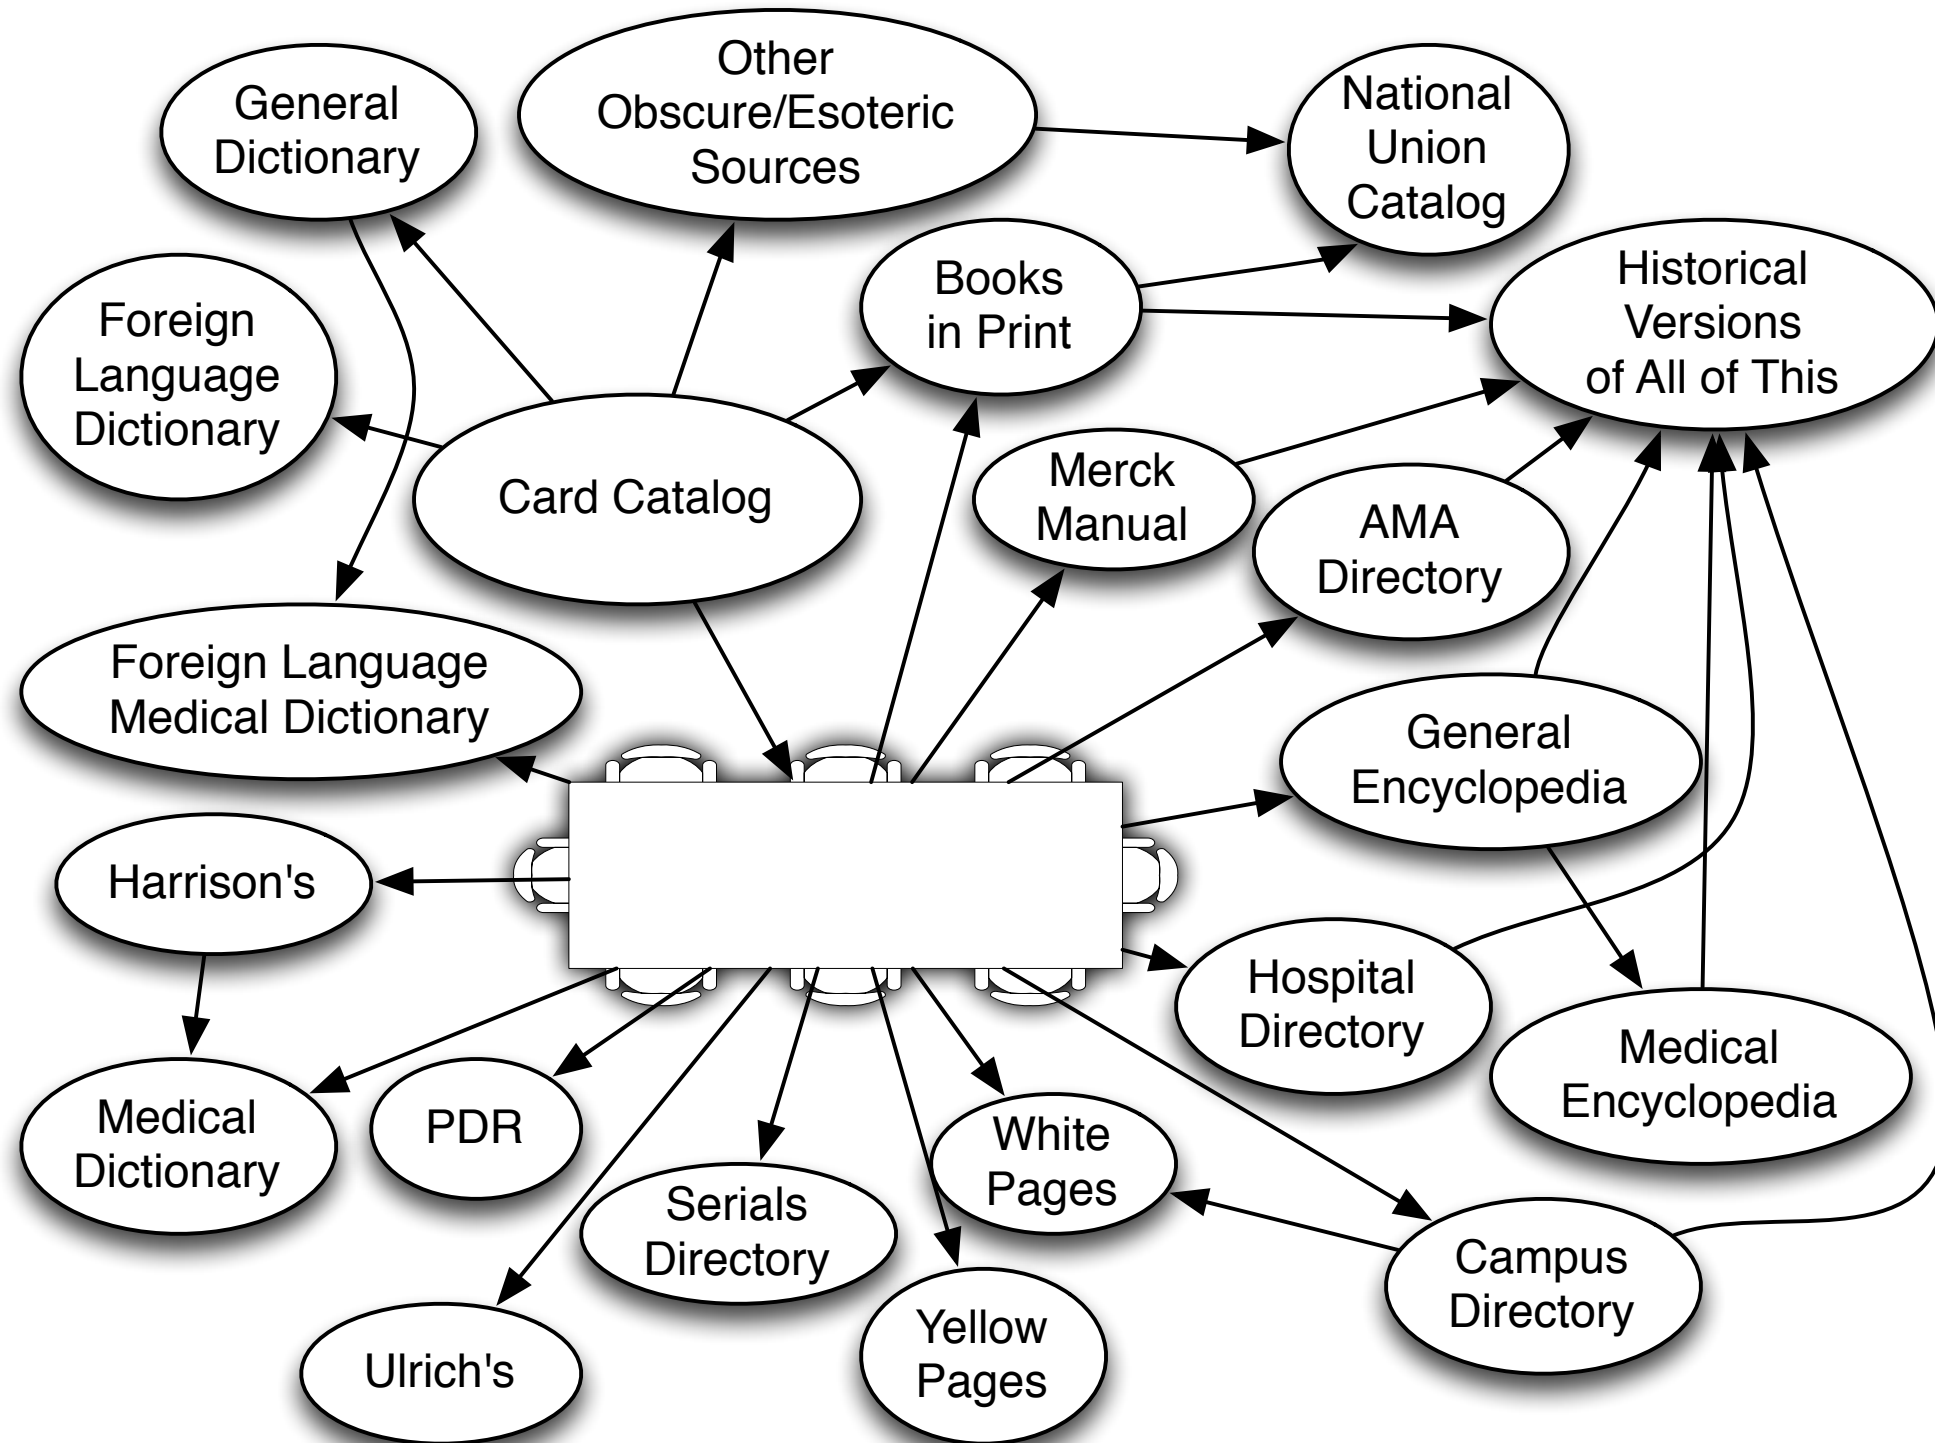 Other
Obscure/Esoteric
Sources
General
Dictionary
National
Union
Catalog
Books
in Print
Historical
Versions
of All of This
Foreign
Language
Dictionary
Card Catalog
Merck
Manual
AMA
Directory
Foreign Language
Medical Dictionary
General
Encyclopedia
Harrison's
Hospital
Directory
Medical
Encyclopedia
Medical
Dictionary
PDR
White
Pages
Serials
Directory
Campus
Directory
Ulrich's
Yellow
Pages